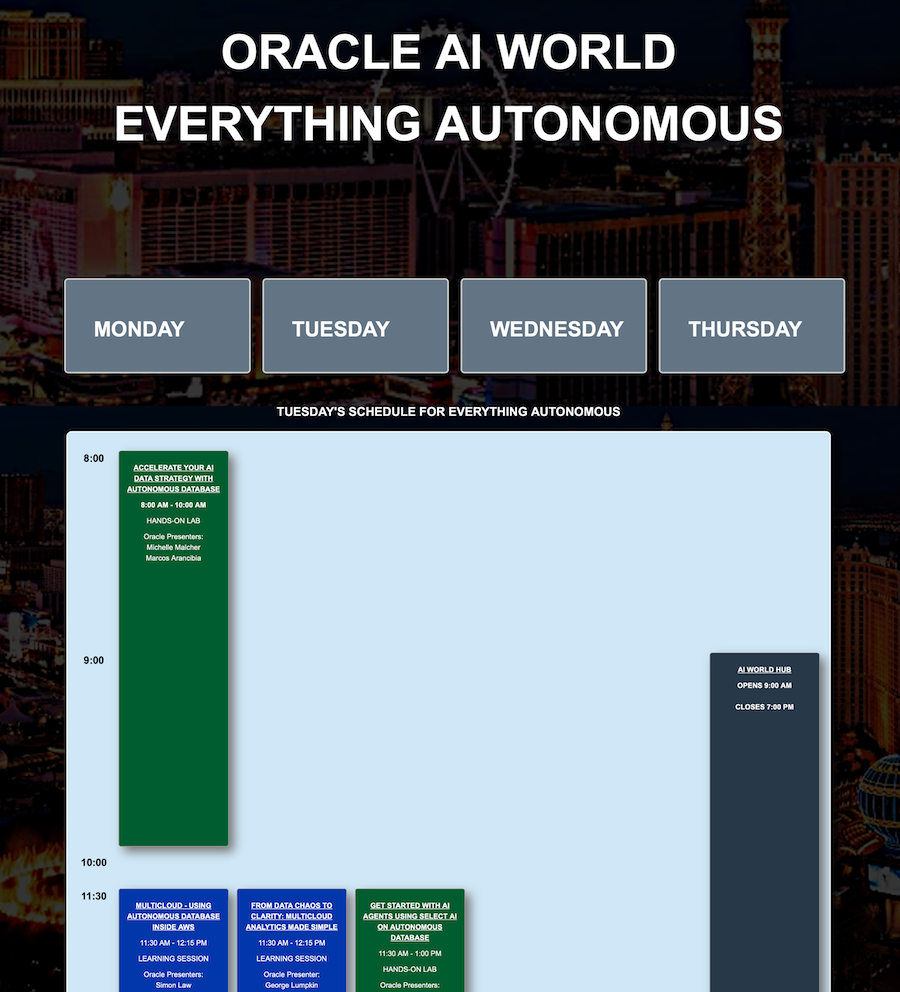 ORACLE AI WORLD
EVERYTHING AUTONOMOUS
MONDAY
TUESDAY
WEDNESDAY
THURSDAY
TUESDAY'S SCHEDULE FOR EVERYTHING AUTONOMOUS
8:00
ACCELERATE YOUR AI
DATA STRATEGY WITH
AUTONOMOUS DATABASE
8:00 AM - 10:00 AM
HANDS-ON LAB
Oracle Presenters:
Michelle Malcher
Marcos Arancibia
9:00
AI WORLD HUB
OPENS 9:00 AM
CLOSES 7:00 PM
10:00
11:30
MULTICLOUD - USING
AUTONOMOUS DATABASE
INSIDE AWS
11:30 AM - 12:15 PM
LEARNING SESSION
Oracle Presenters:
Simon Law
FROM DATA CHAOS TO
CLARITY: MULTICLOUD
ANALYTICS MADE SIMPLE
11:30 AM - 12:15 PM
LEARNING SESSION
Oracle Presenter:
George Lumpkin
GET STARTED WITH AI
AGENTS USING SELECT AI
ON AUTONOMOUS
DATABASE
11:30 AM - 1:00 PM
HANDS-ON LAB
Oracle Presenters: